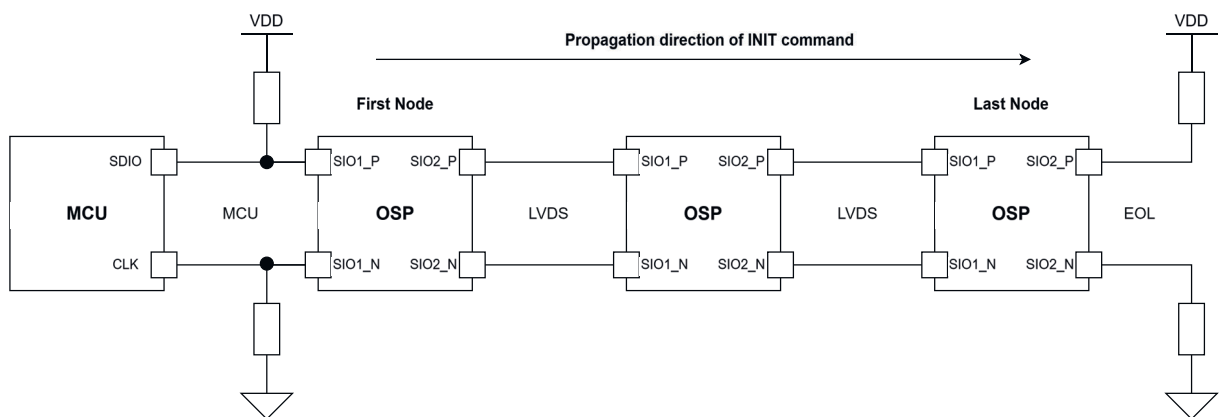 VDD
VDD
Propagation direction of INIT command
First Node
Last Node
SDIO
SIO1_P
SIO2_P
SIO1_P
SIO2_P
SIO1_P
SIO2_P
MCU
MCU
OSP
LVDS
OSP
LVDS
OSP
EOL
CLK
SIO1_N
SIO2_N
SIO1_N
SIO2_N
SIO1_N
SIO2_N